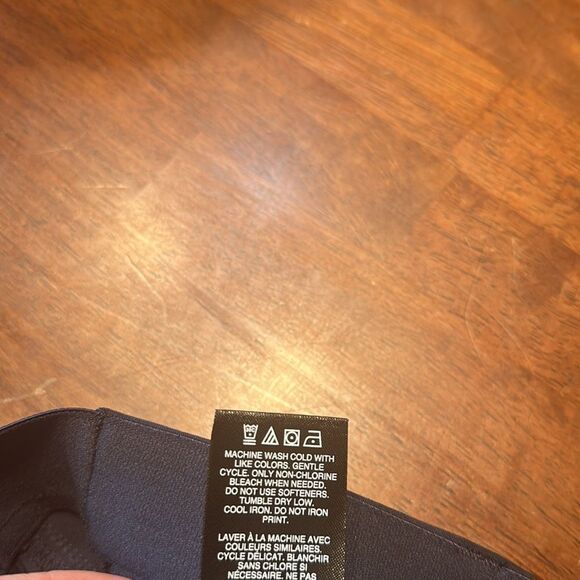 MACHINE WASH COLD WITH
LIKE COLORS. GENTLE
CYCLE. ONLY NON-CHLORINE
BLEACH WHEN NEEDED.
DO NOT USE SOFTENERS.
TUMBLE DRY LOW.
COOL IRON. DO NOT IRON
PRINT.
LAVER À LA MACHINE AVEC
COULEURS SIMILAIRES.
CYCLE DÉLICAT. BLANCHIR
SANS CHLORE SI
NÉCESSAIRE. NE PAS